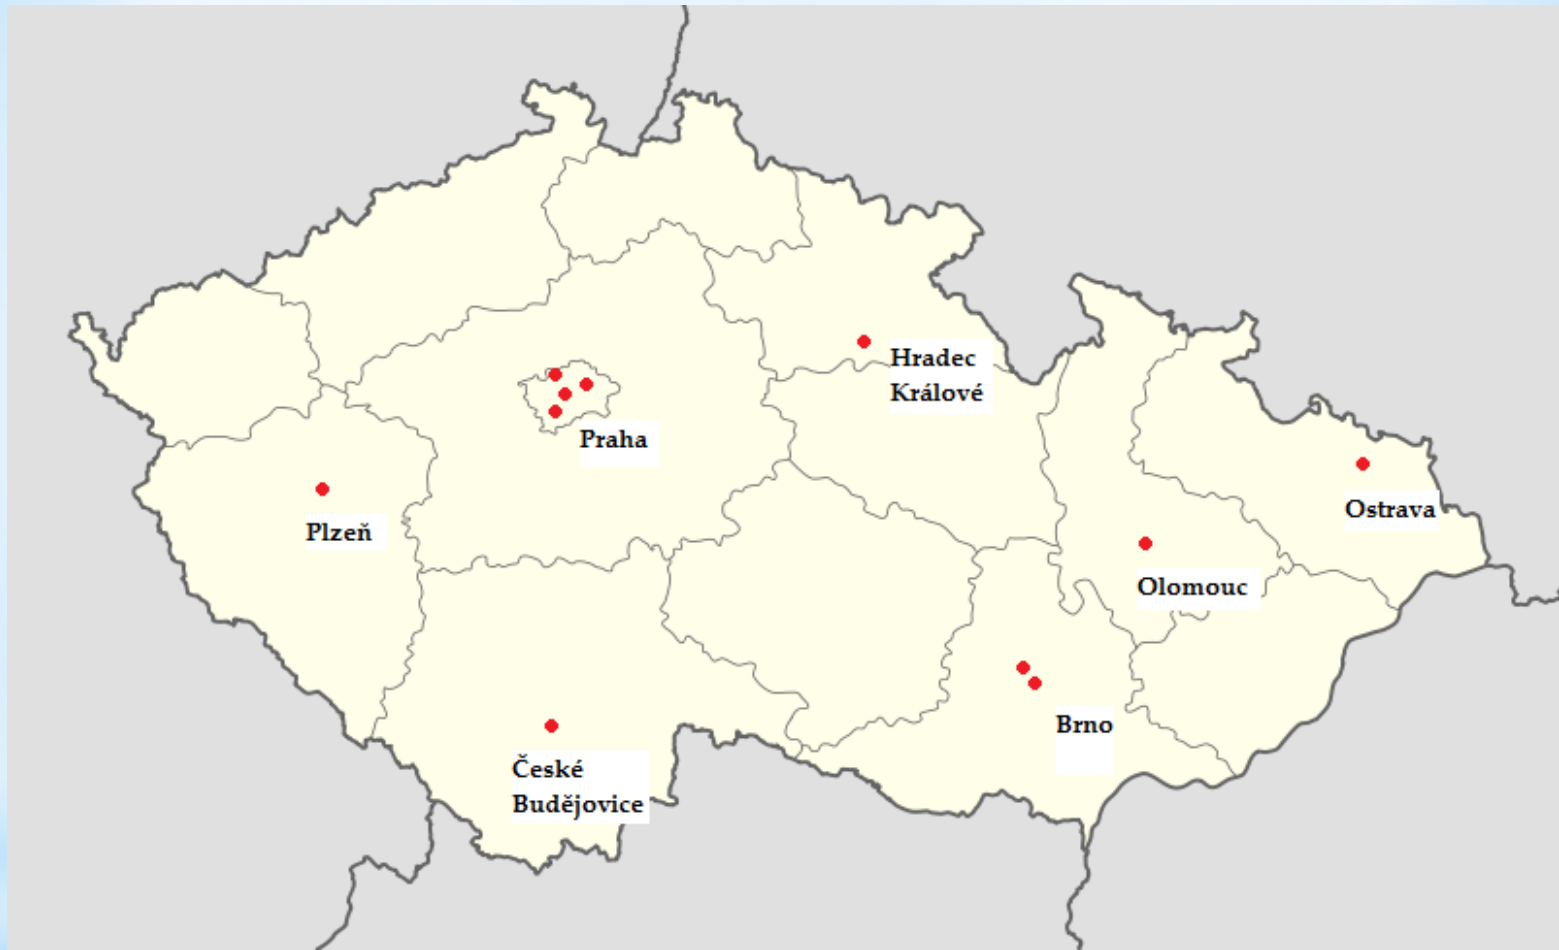 Hradec
Králové
Praha
Plzeň
Ostrava
Olomouc
Brno
České
Budějovice